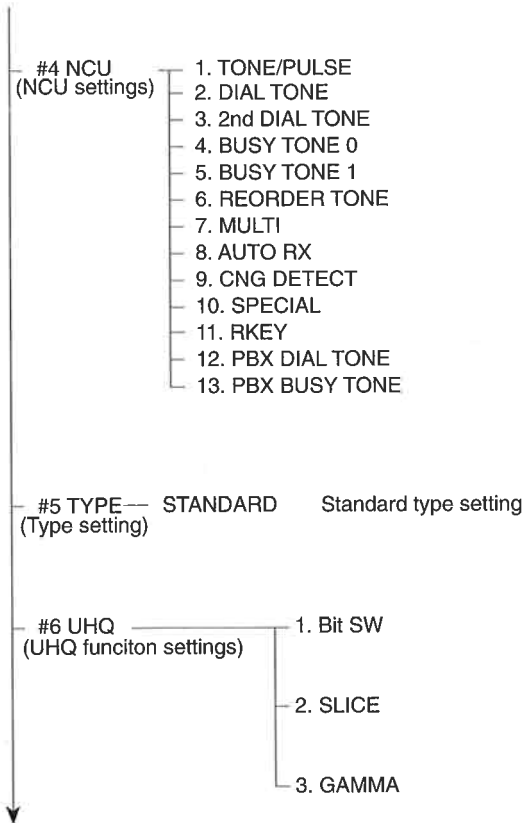 #4 NCU 1. TONE/PULSE
(NCU settings) 2. DIAL TONE
3. 2nd DIAL TONE
4. BUSY TONE 0
5. BUSY TONE 1
6. REORDER TONE
7. MULTI
8. AUTO RX
9. CNG DETECT
10. SPECIAL
11. RKEY
12. PBX DIAL TONE
13. PBX BUSY TONE
#5 TYPE STANDARD Standard type setting
(Type setting)
#6 UHQ 1. Bit SW
(UHQ funciton settings)
2. SLICE
3. GAMMA